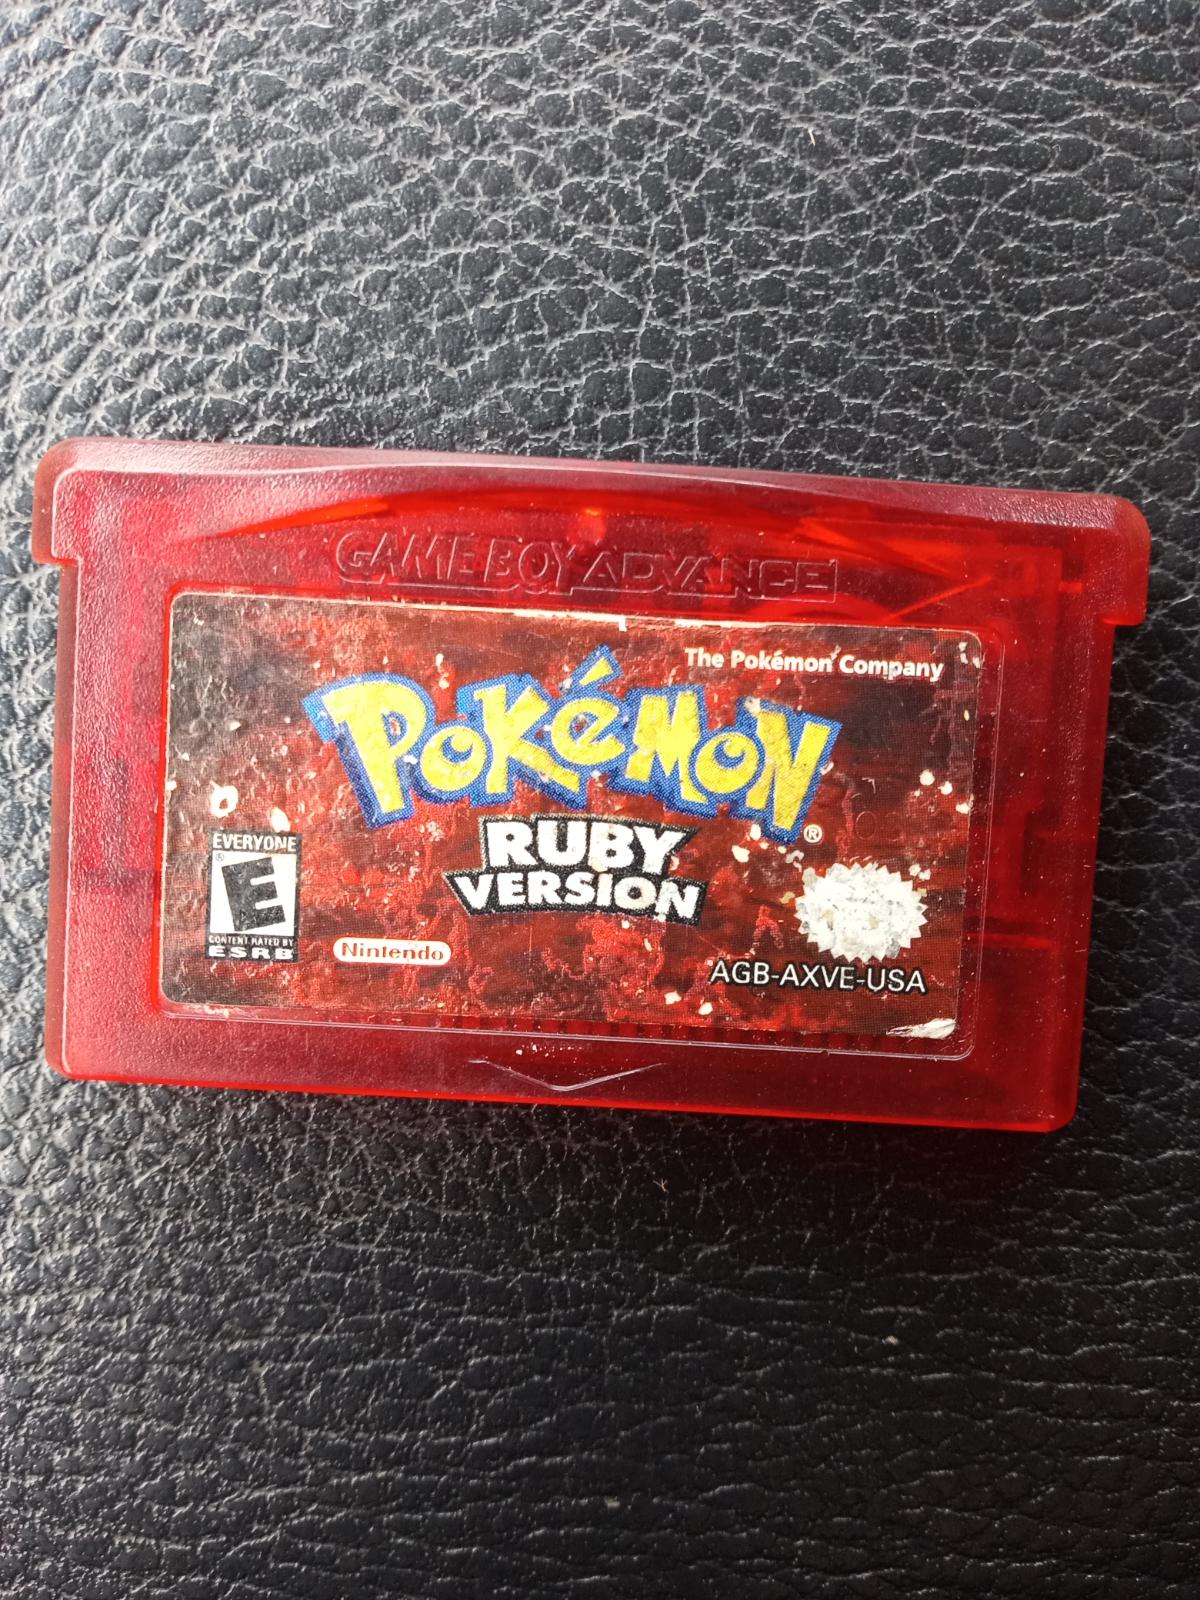 GAME BOY ADVANCE
The Pokémon Company
Pokémon®
RUBY
VERSION
EVERYONE
E
®
CONTENT RATED BY
ESRB
Nintendo
AGB-AXVE-USA